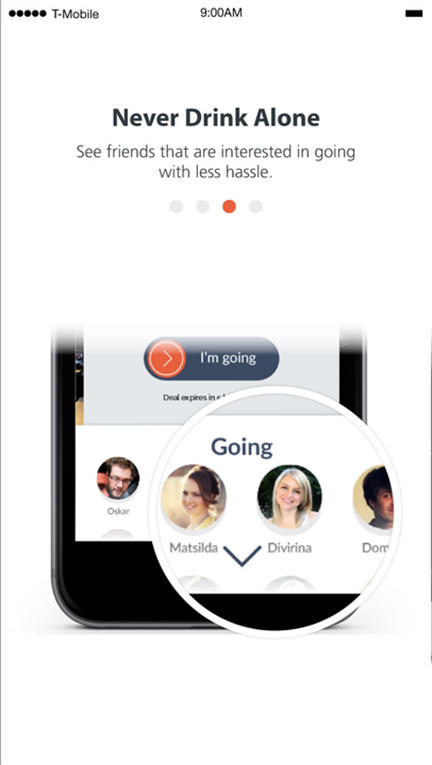 T-Mobile
9:00AM
Never Drink Alone
See friends that are interested in going
with less hassle.
I'm going
Deal expires in
Going
Oskar
Matsilda
Divirina
Dom